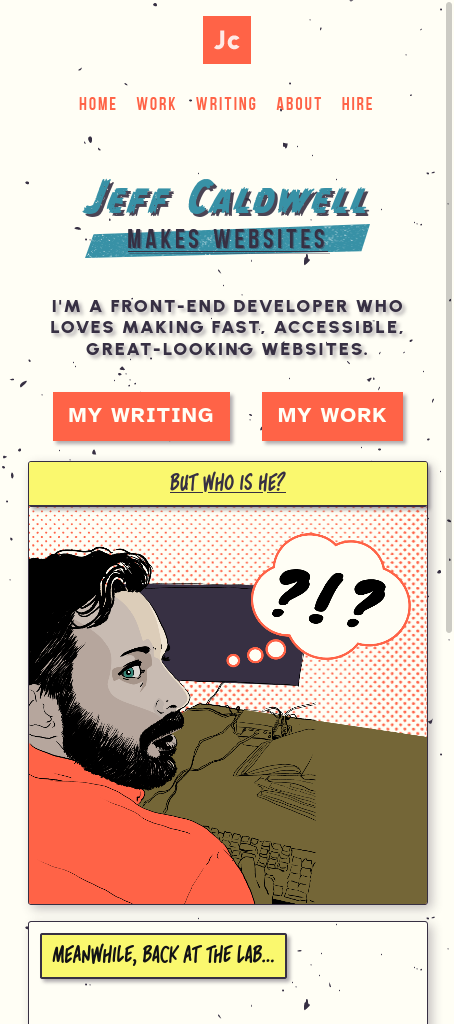 Jc
HOME WORK WRITING ABOUT HIRE
JEFF CALDWELL
MAKES WEBSITES
I'M A FRONT-END DEVELOPER WHO
LOVES MAKING FAST, ACCESSIBLE,
GREAT-LOOKING WEBSITES.
MY WRITING MY WORK
BUT WHO IS HE?
?!?
MEANWHILE, BACK AT THE LAB...